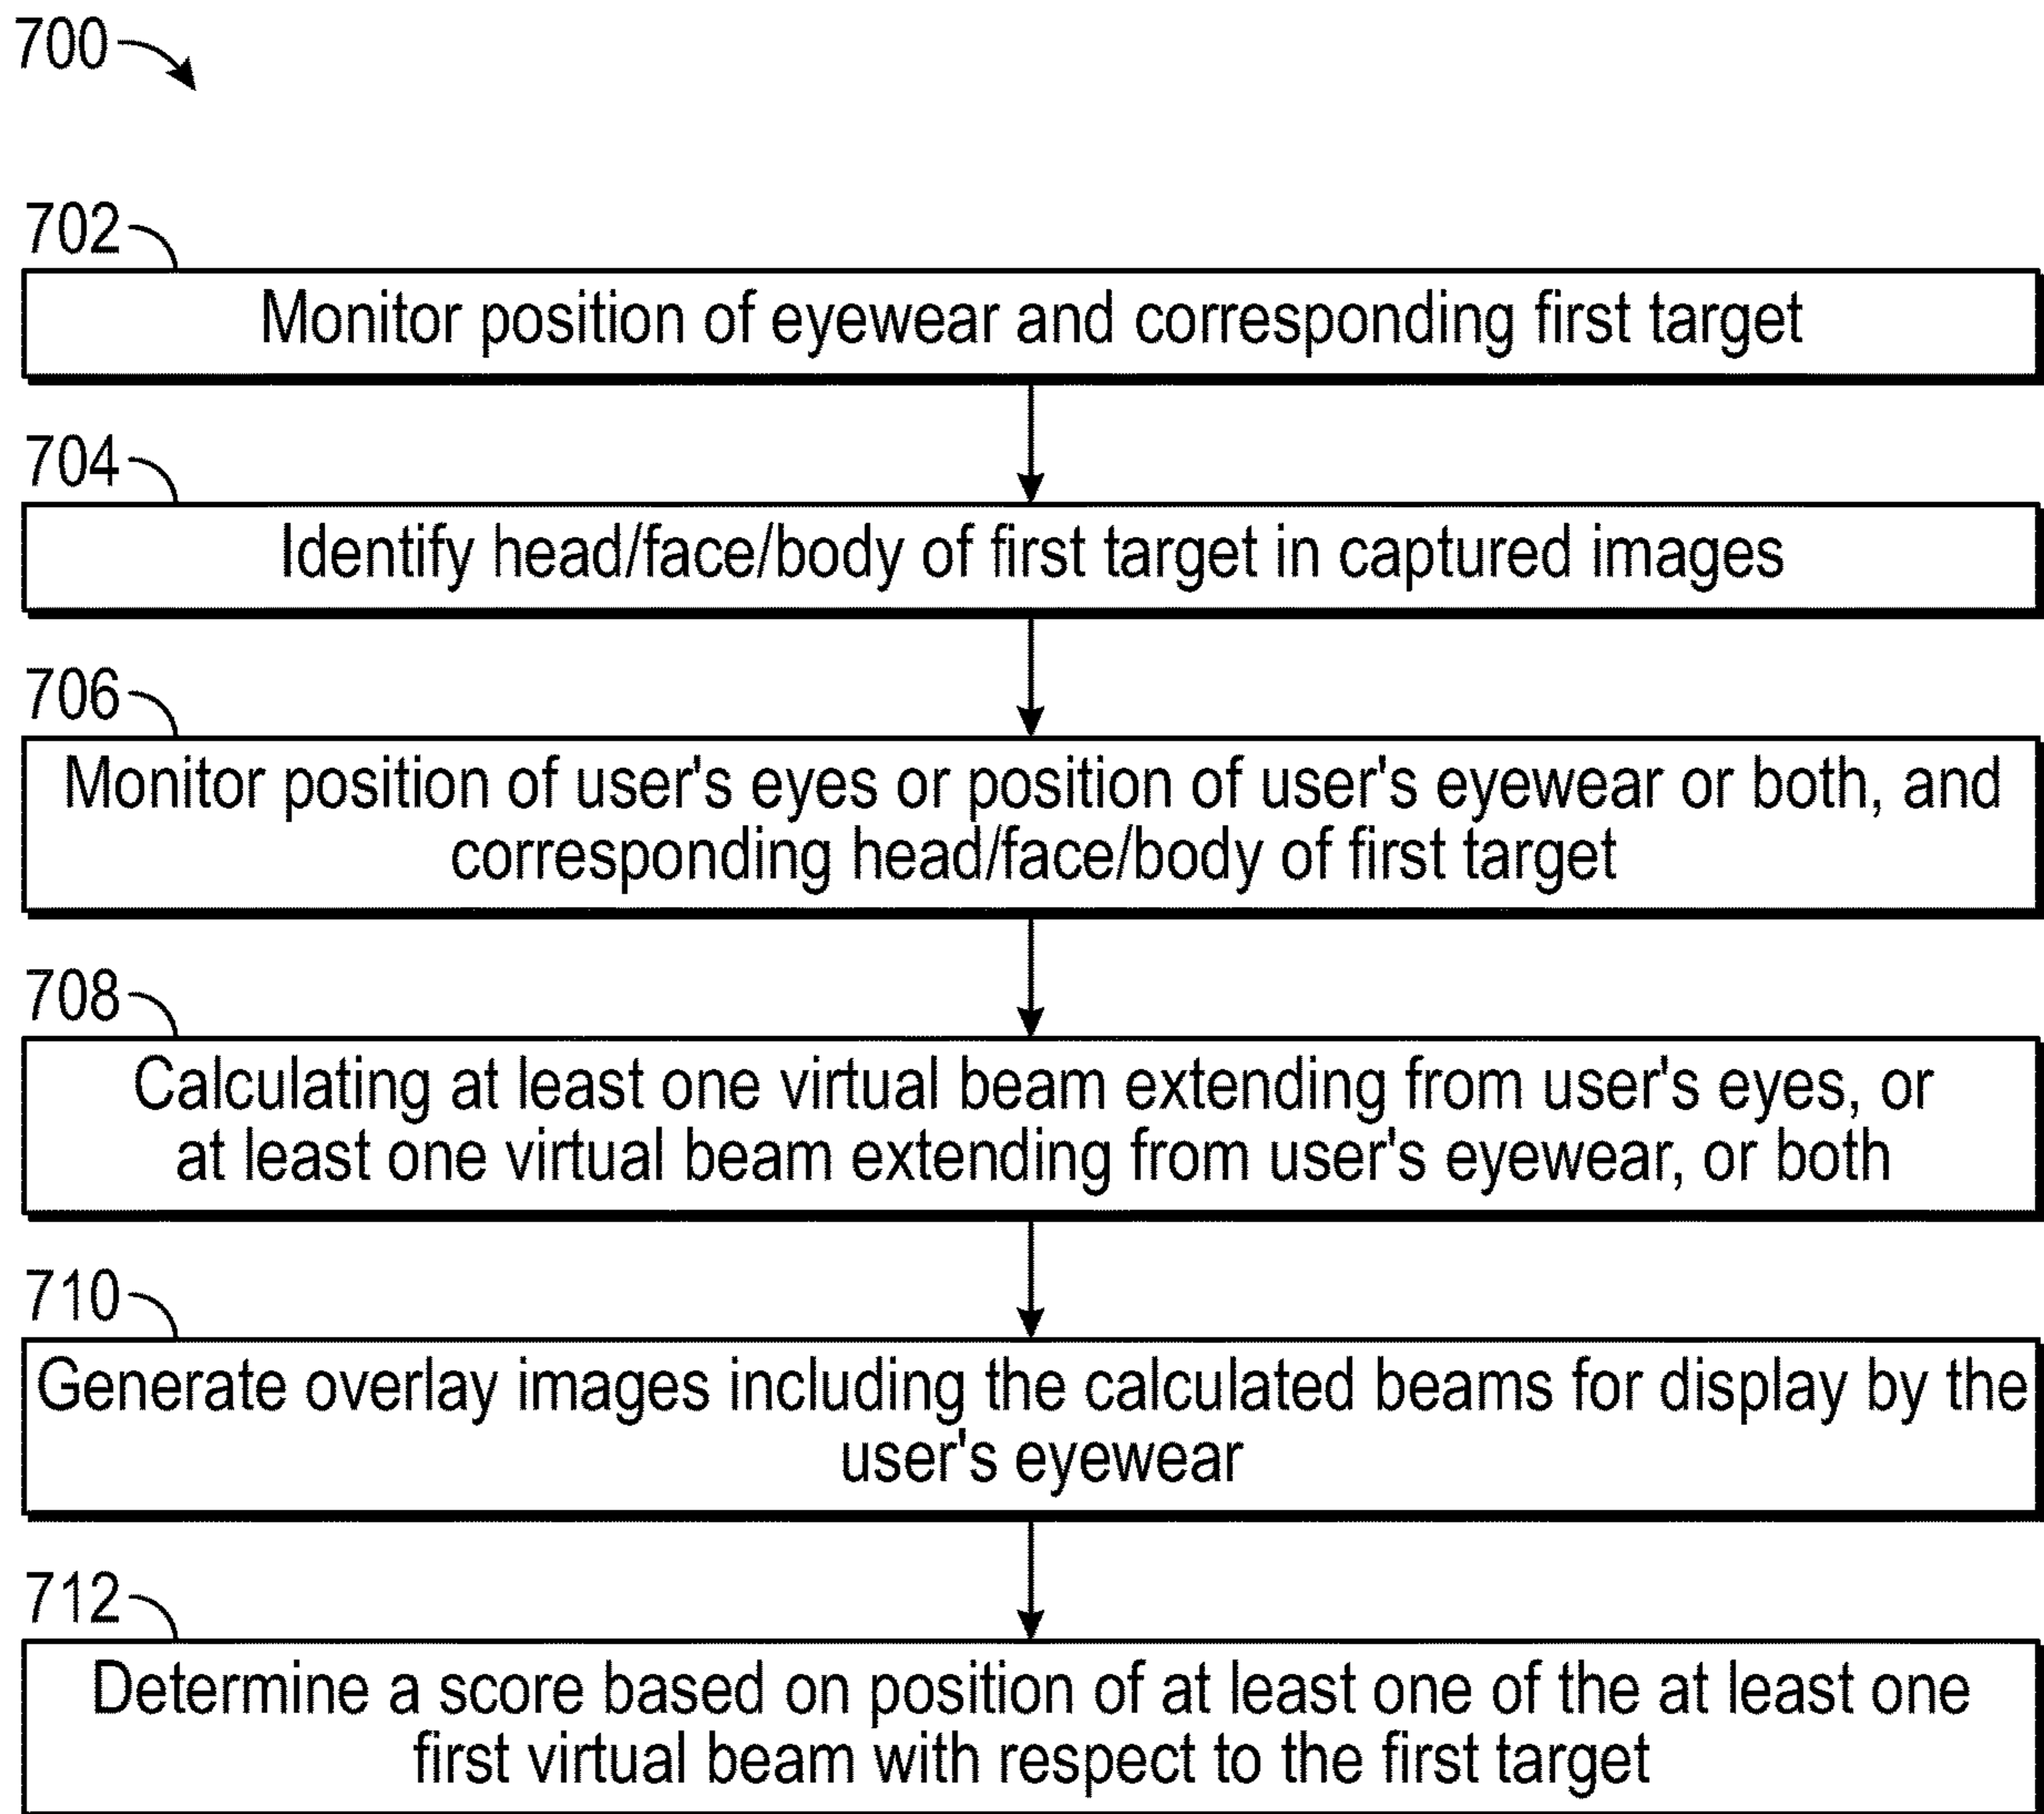 700
702
Monitor position of eyewear and corresponding first target
704
Identify head/face/body of first target in captured images
706
Monitor position of user's eyes or position of user's eyewear or both, and
corresponding head/face/body of first target
708
Calculating at least one virtual beam extending from user's eyes, or
at least one virtual beam extending from user's eyewear, or both
710
Generate overlay images including the calculated beams for display by the
user's eyewear
712
Determine a score based on position of at least one of the at least one
first virtual beam with respect to the first target